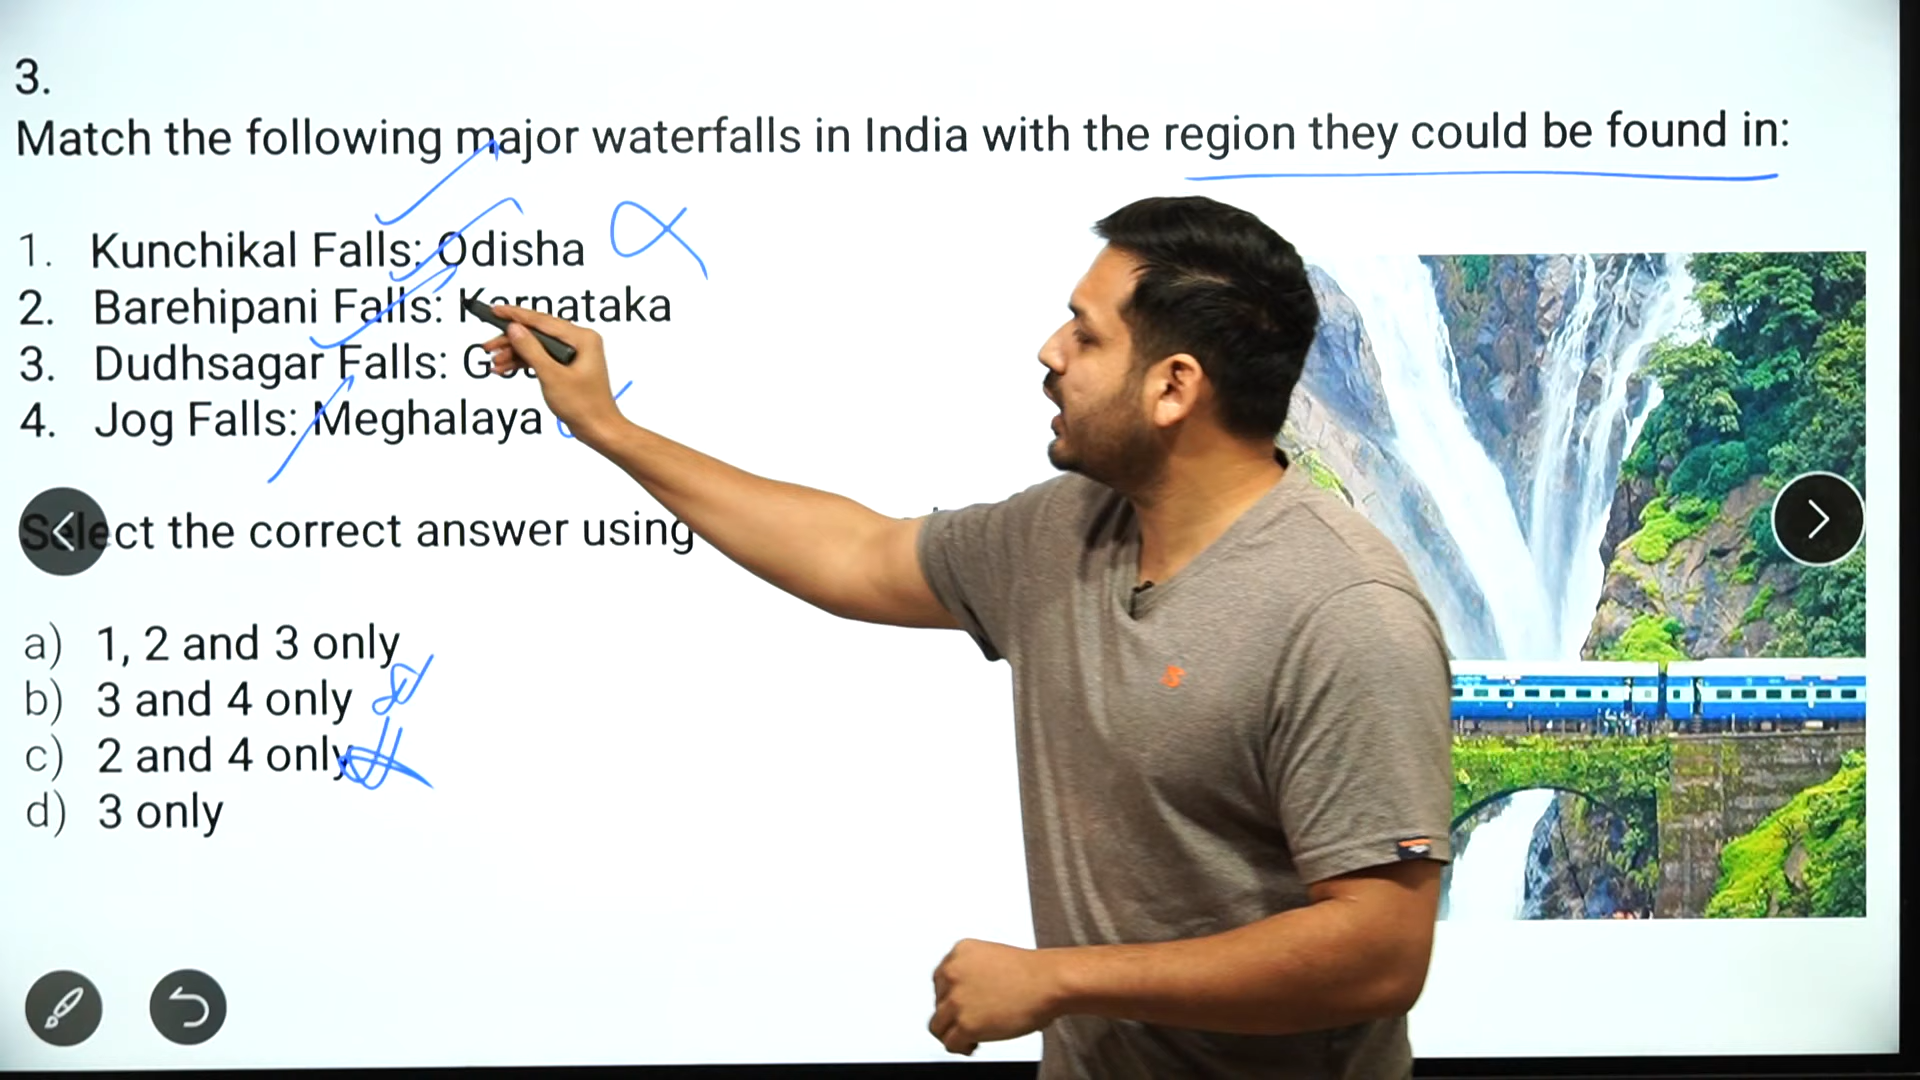 3.
Match the following major waterfalls in India with the region they could be found in:
1. Kunchikal Falls: Odisha
2. Barehipani Falls: Karnataka
3. Dudhsagar Falls:
4. Jog Falls: Meghalaya
Select the correct answer using
a) 1, 2 and 3 only
b) 3 and 4 only
c) 2 and 4 only
d) 3 only